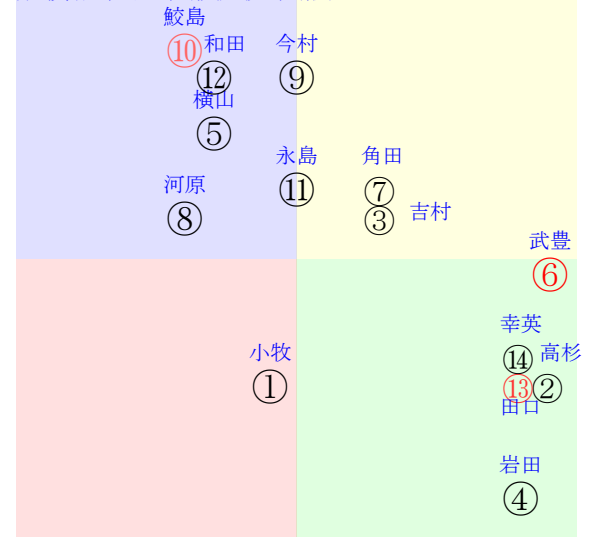 鮫島
⑩
和田
今村
⑫
⑨
横山
⑤
永島
角田
⑪
⑦
河原
⑧
③
吉村
武豊
⑥
幸英
小牧
⑭
高杉
①
⑬
②
田口
岩田
④